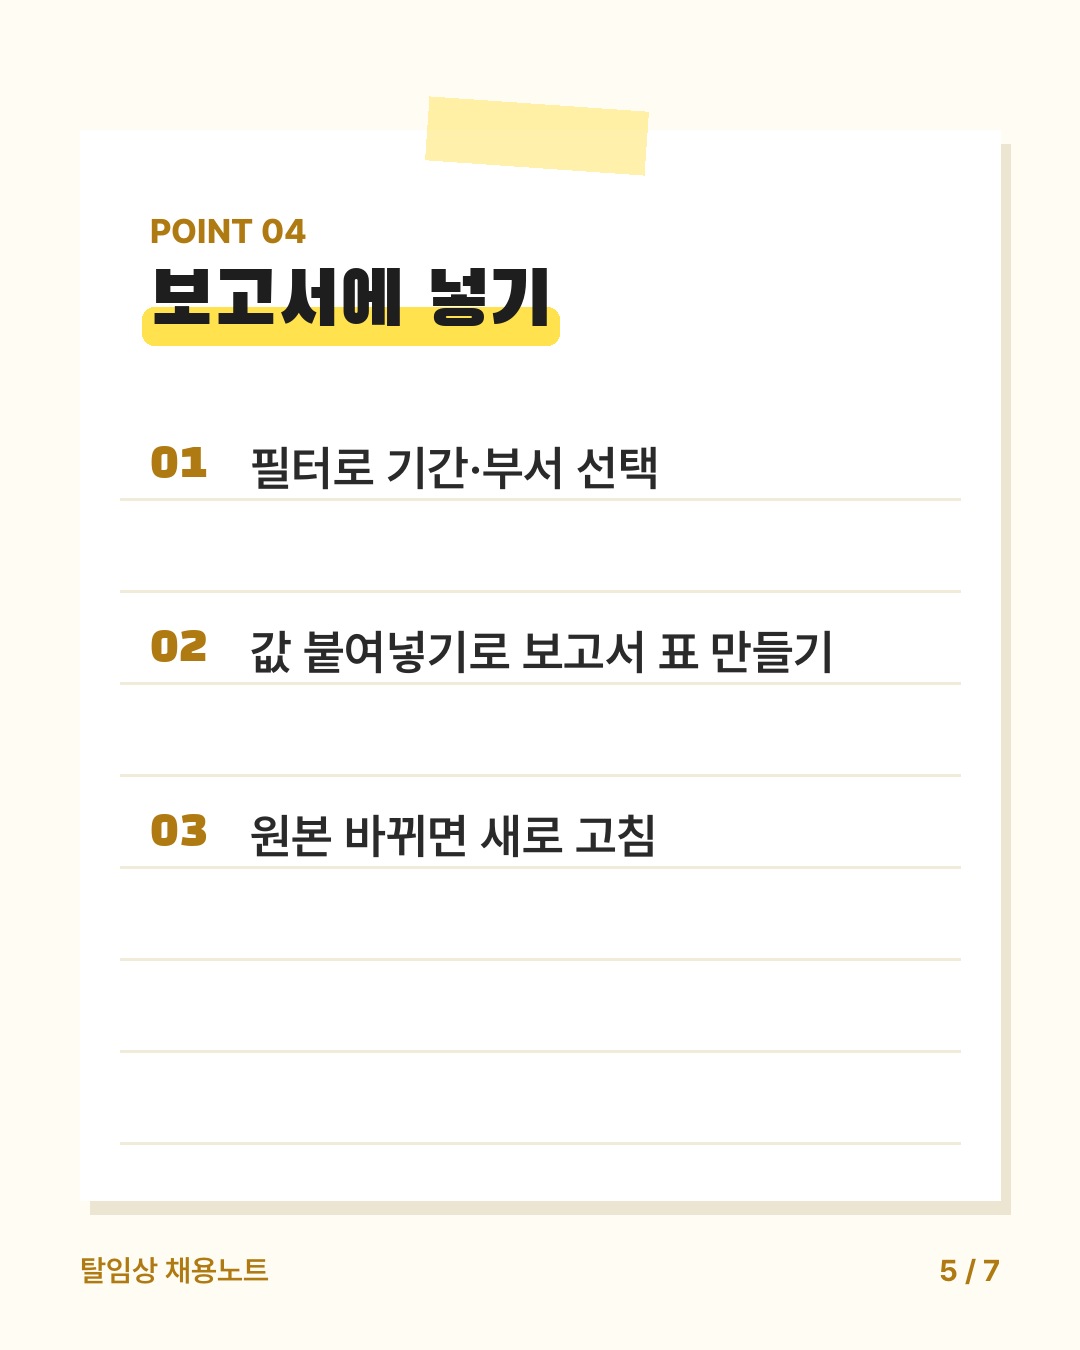 POINT 04
보고서에 넣기
01 필터로 기간·부서 선택
02 값 붙여넣기로 보고서 표 만들기
03 원본 바뀌면 새로 고침
탈임상 채용노트
5 / 7